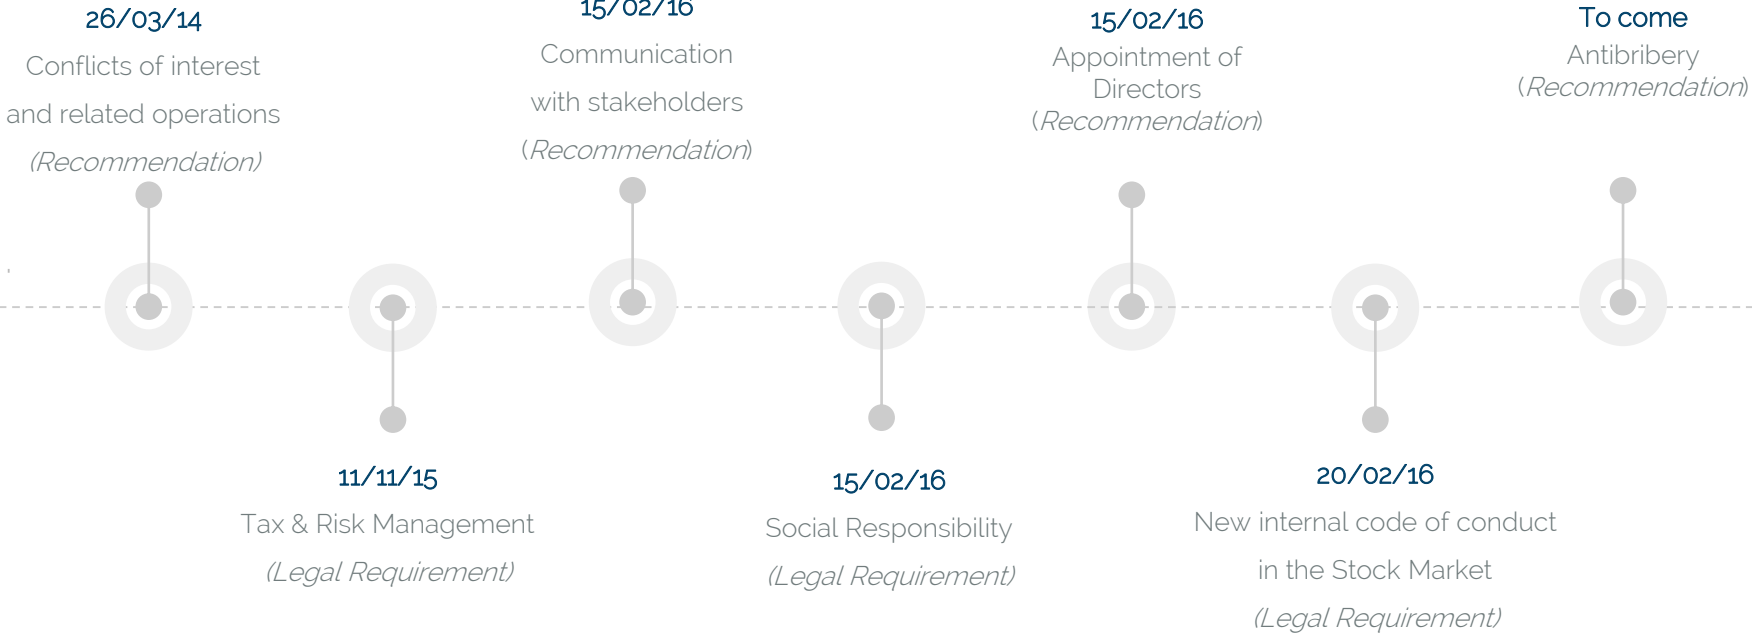 26/03/14
Conflicts of interest
and related operations
(Recommendation)
15/02/16
Communication
with stakeholders
(Recommendation)
15/02/16
Appointment of
Directors
(Recommendation)
To come
Antibribery
(Recommendation)
11/11/15
Tax & Risk Management
(Legal Requirement)
15/02/16
Social Responsibility
(Legal Requirement)
20/02/16
New internal code of conduct
in the Stock Market
(Legal Requirement)